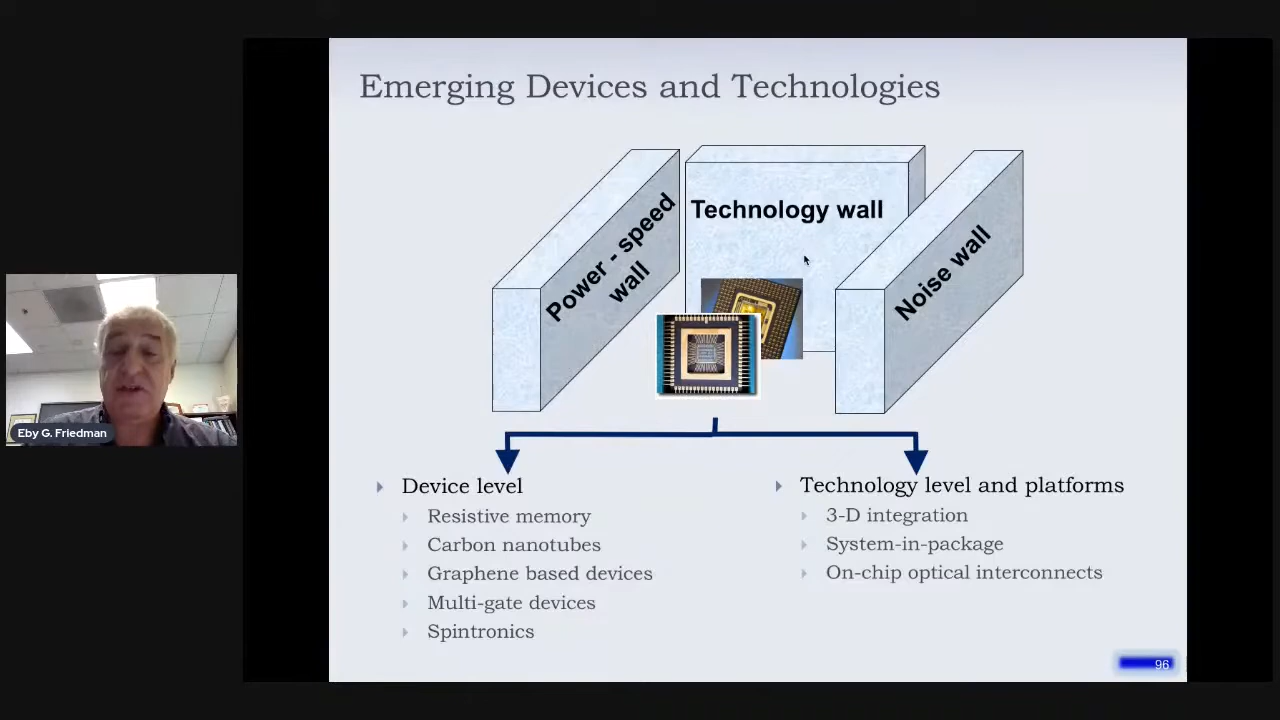 Emerging Devices and Technologies
Power - speed
wall
Technology wall
Noise wall
Eby G. Friedman
Device level
Resistive memory
Carbon nanotubes
Graphene based devices
Multi-gate devices
Spintronics
Technology level and platforms
3-D integration
System-in-package
On-chip optical interconnects
96